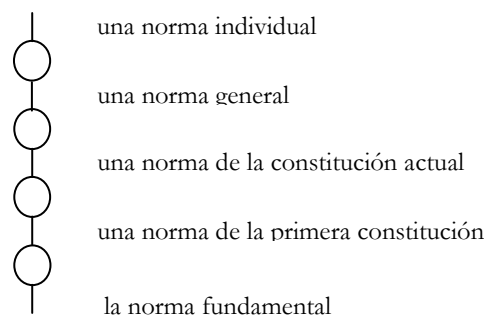 una norma individual
una norma general
una norma de la constitución actual
una norma de la primera constitución
la norma fundamental